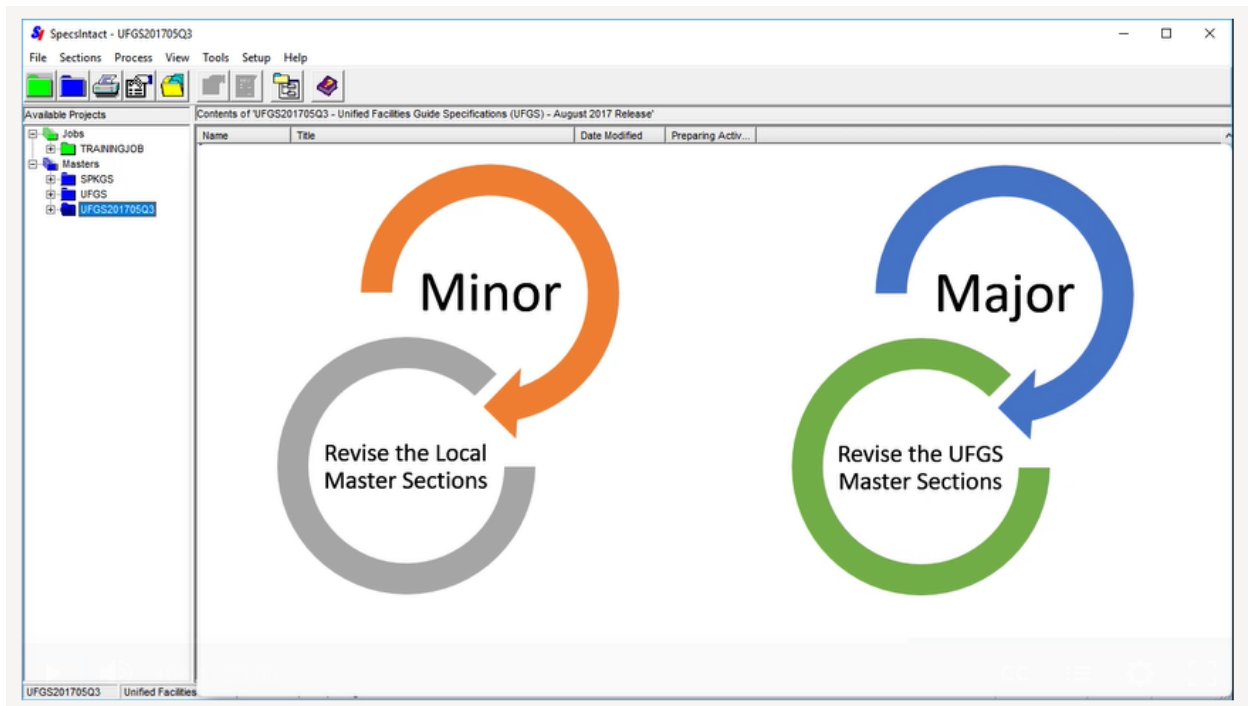 SpecsIntact - UFGS201705Q3
File Sections Process View Tools Setup Help
Available Projects
Contents of 'UFGS201705Q3 - Unified Facilities Guide Specifications (UFGS) - August 2017 Release'
Name Title Date Modified Preparing Activ...
Jobs
TRAININGJOB
Masters
SPKGS
UFGS
UFGS201705Q3
Minor
Revise the Local
Master Sections
Major
Revise the UFGS
Master Sections
UFGS201705Q3 Unified Facilities